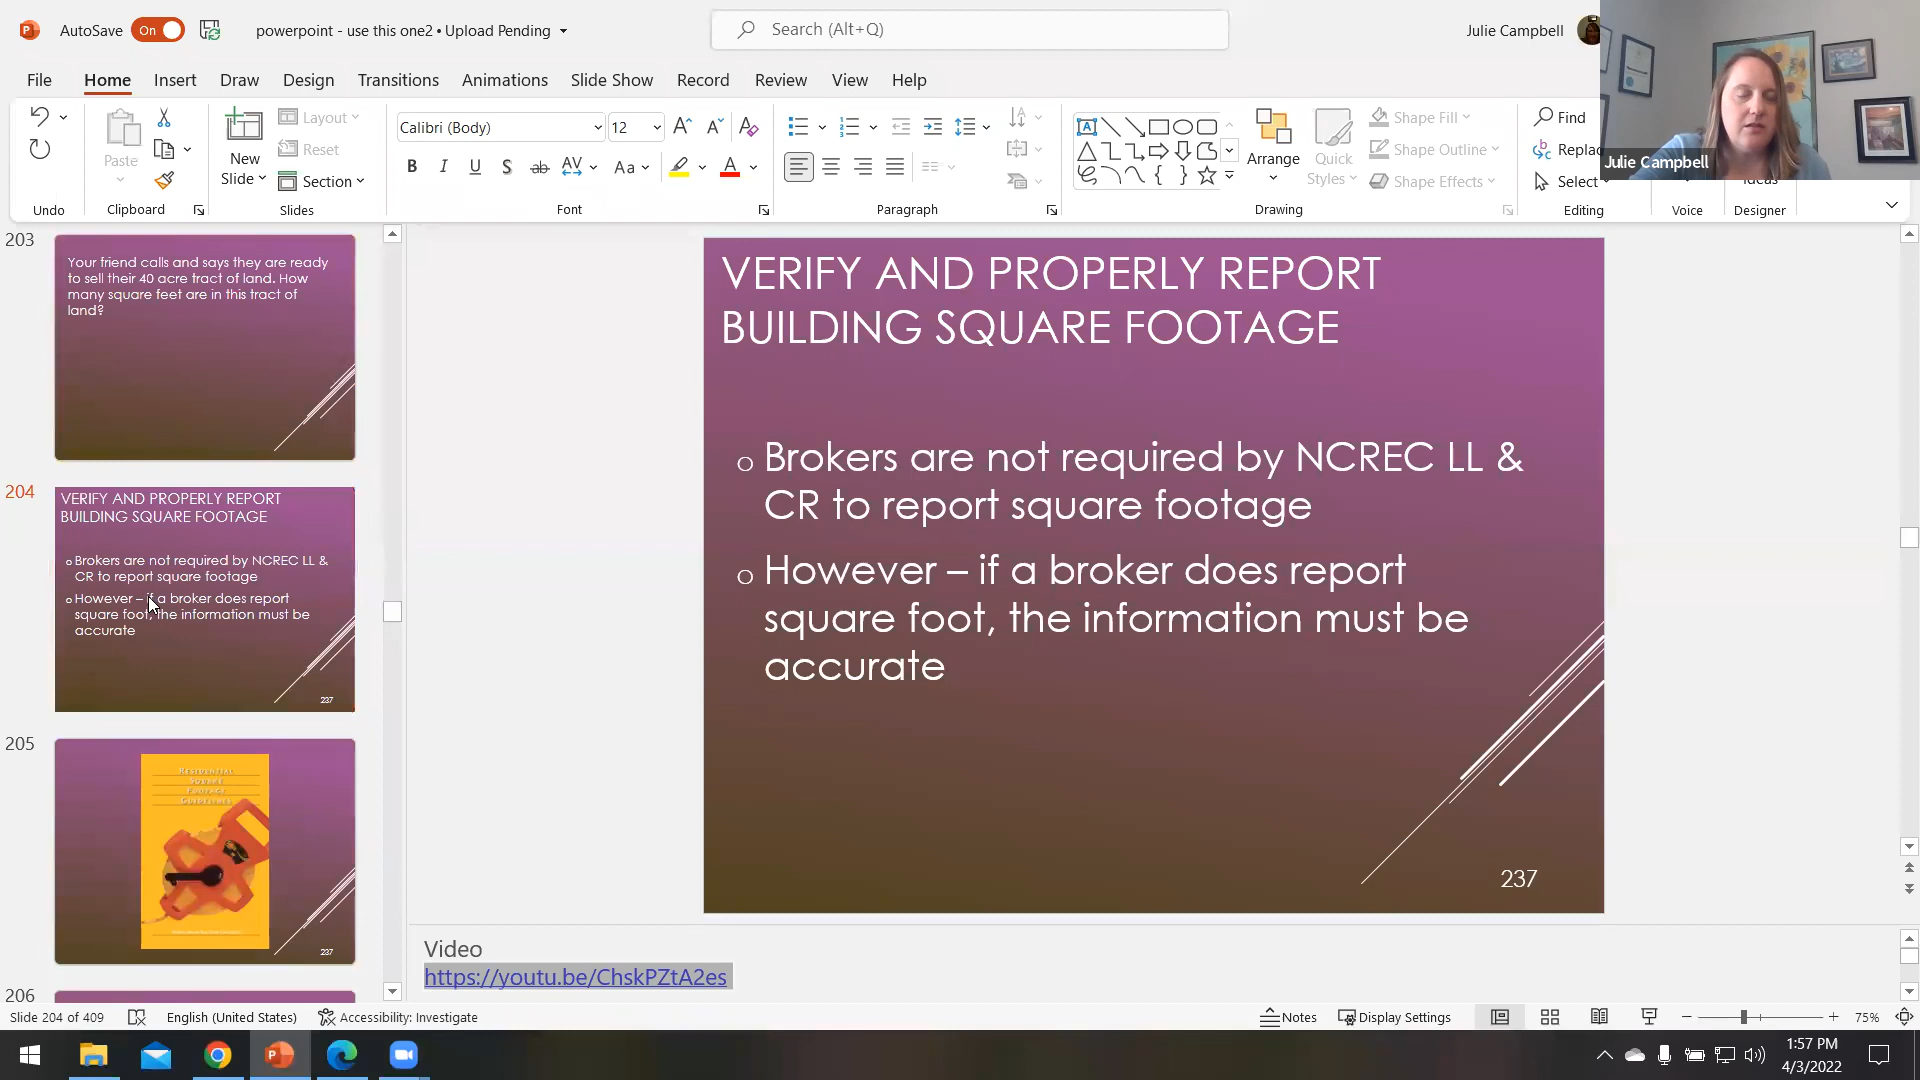 AutoSave On powerpoint - use this one2 • Upload Pending Search (Alt+Q) Julie Campbell
File Home Insert Draw Design Transitions Animations Slide Show Record Review View Help
Paste
New Slide
Layout
Reset
Section
Calibri (Body) 12
Arrange
Quick Styles
Shape Fill
Shape Outline
Shape Effects
Find
Select
Julie Campbell
Undo Clipboard Slides Font Paragraph Drawing Editing Voice Designer
203
Your friend calls and says they are ready
to sell their 40 acre tract of land. How
many square feet are in this tract of
land?
204
VERIFY AND PROPERLY REPORT
BUILDING SQUARE FOOTAGE
o Brokers are not required by NCREC LL &
CR to report square footage
o However – if a broker does report
square foot, the information must be
accurate
237
205
RESIDENTIAL
SQUARE
FOOTAGE
GUIDELINES
237
206
VERIFY AND PROPERLY REPORT
BUILDING SQUARE FOOTAGE
o Brokers are not required by NCREC LL &
CR to report square footage
o However – if a broker does report
square foot, the information must be
accurate
237
Video
https://youtu.be/ChskPZtA2es
Slide 204 of 409 English (United States) Accessibility: Investigate Notes Display Settings 75%
1:57 PM
4/3/2022